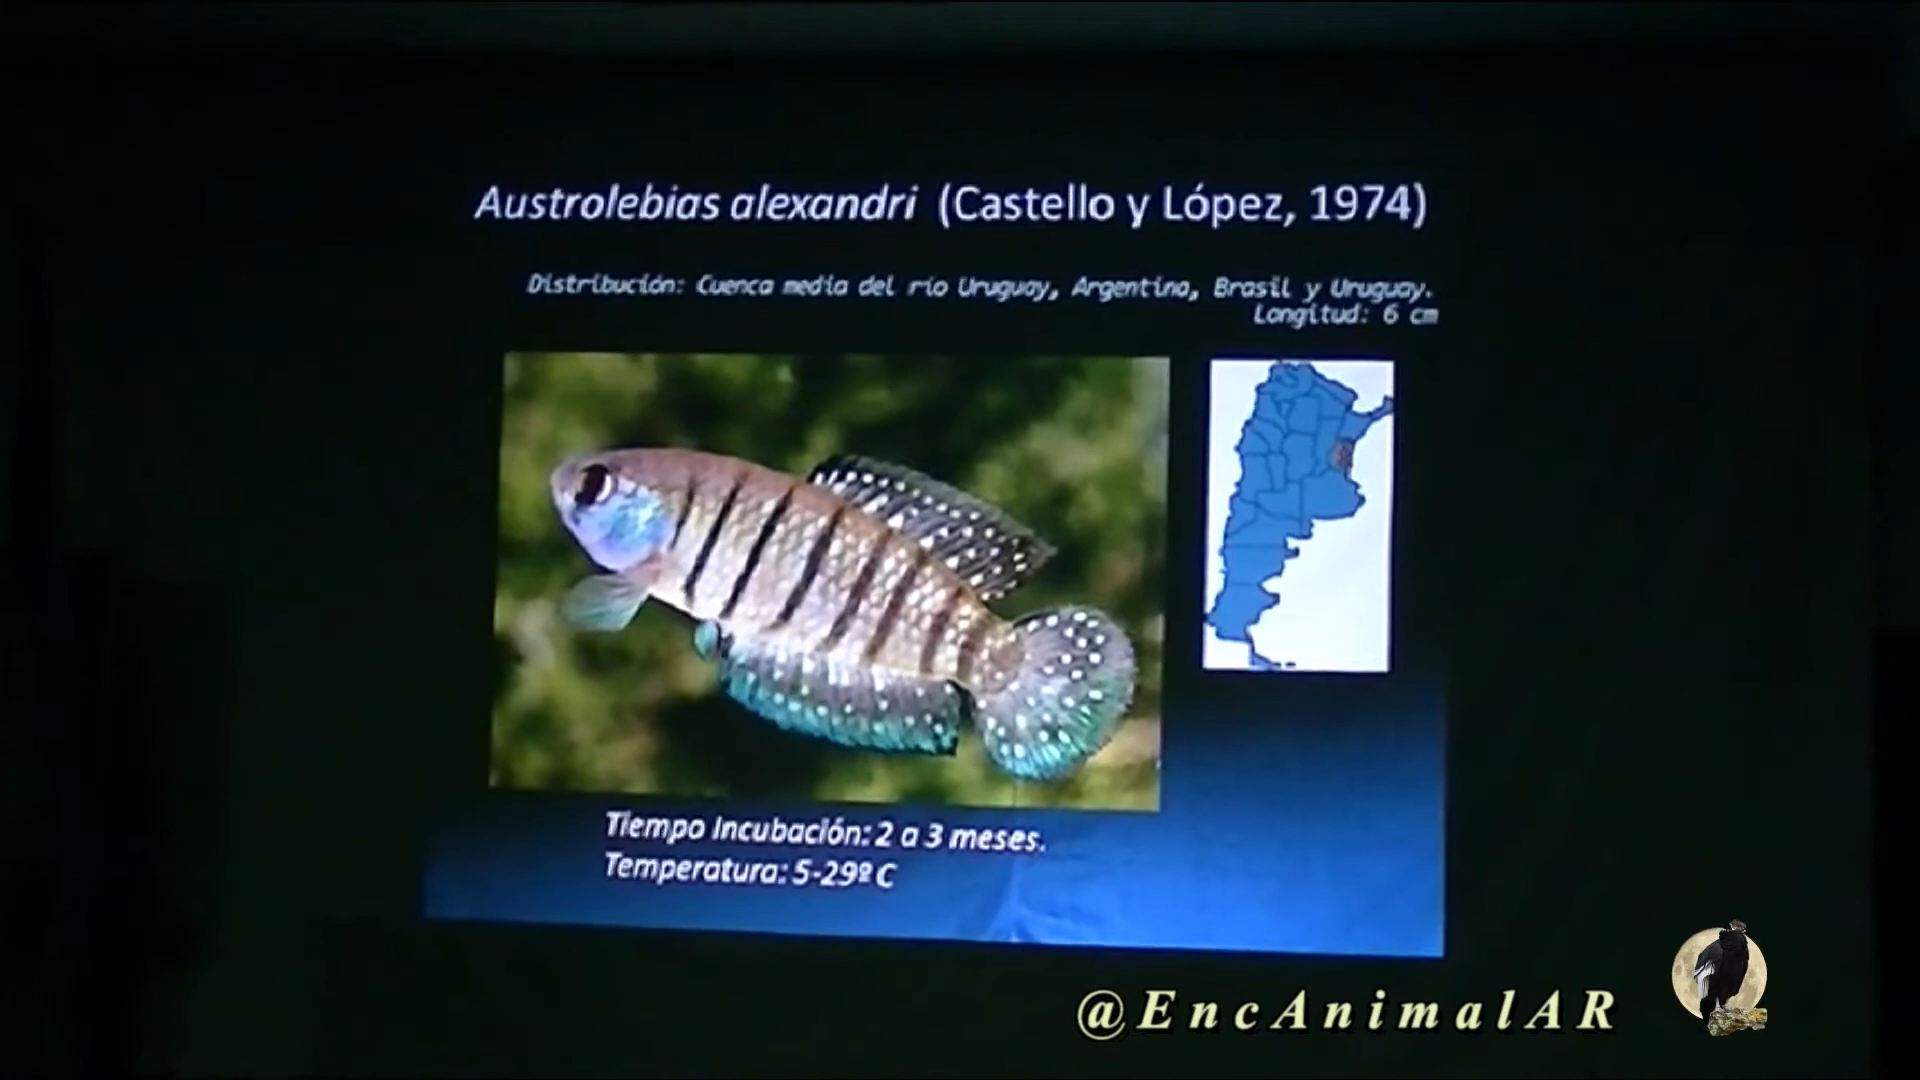 Austrolebias alexandri (Castello y López, 1974)
Distribución: Cuenca media del río Uruguay, Argentina, Brasil y Uruguay.
Longitud: 6 cm
Tiempo Incubación: 2 a 3 meses.
Temperatura: 5-29º C
@EncAnimalAR